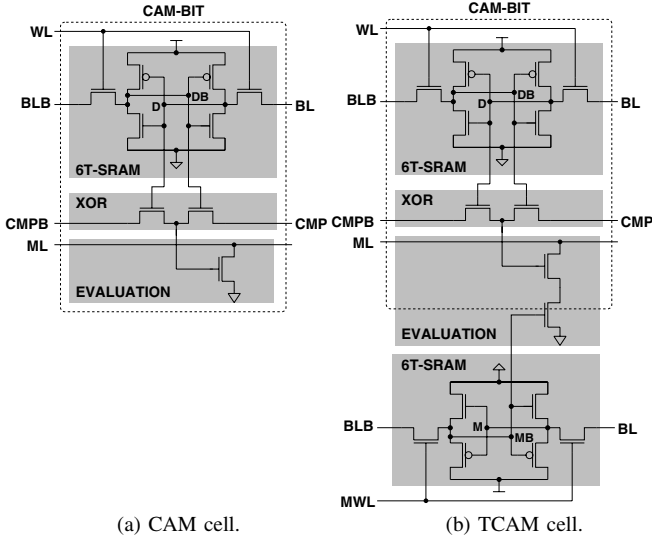 CAM-BIT
WL
BLB
D
DB
BL
6T-SRAM
XOR
CMPB
CMP
ML
EVALUATION
(a) CAM cell.
CAM-BIT
WL
BLB
D
DB
BL
6T-SRAM
XOR
CMPB
CMP
ML
EVALUATION
6T-SRAM
BLB
M
MB
BL
MWL
(b) TCAM cell.